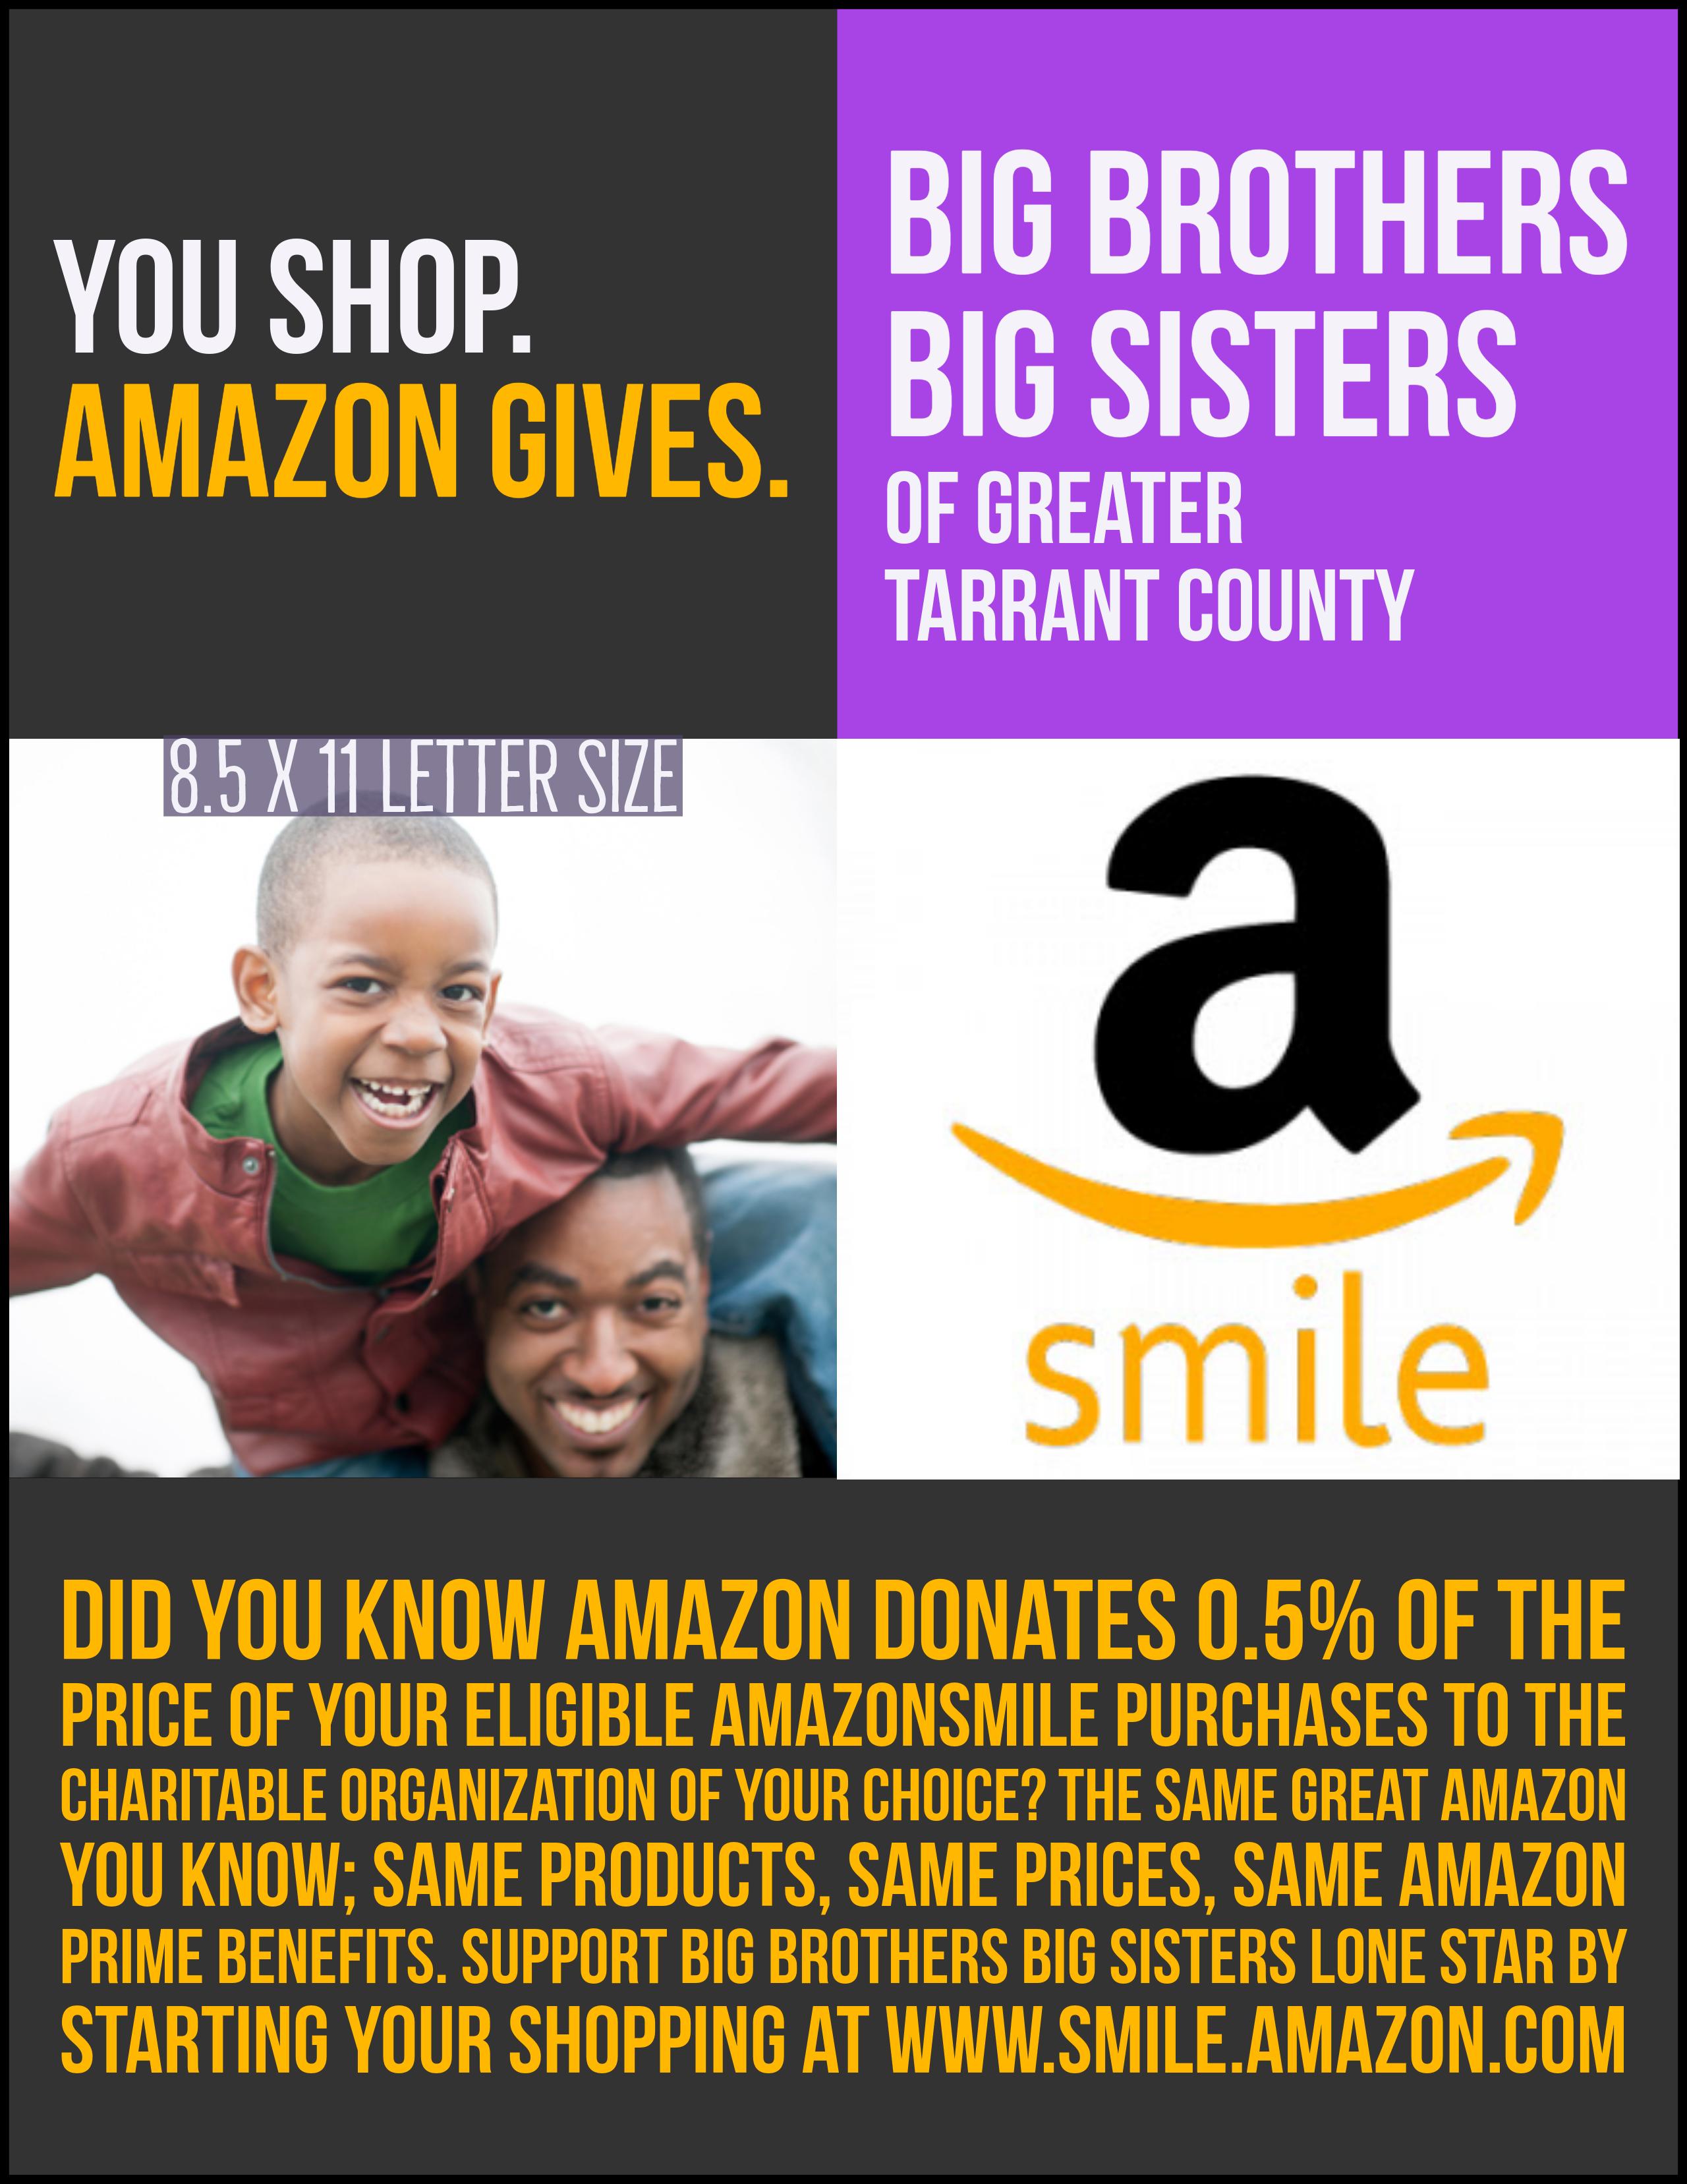 YOU SHOP.
AMAZON GIVES.
BIG BROTHERS
BIG SISTERS
OF GREATER
TARRANT COUNTY
8.5 X 11 LETTER SIZE
a
smile
DID YOU KNOW AMAZON DONATES 0.5% OF THE
PRICE OF YOUR ELIGIBLE AMAZONSMILE PURCHASES TO THE
CHARITABLE ORGANIZATION OF YOUR CHOICE? THE SAME GREAT AMAZON
YOU KNOW; SAME PRODUCTS, SAME PRICES, SAME AMAZON
PRIME BENEFITS. SUPPORT BIG BROTHERS BIG SISTERS LONE STAR BY
STARTING YOUR SHOPPING AT WWW.SMILE.AMAZON.COM